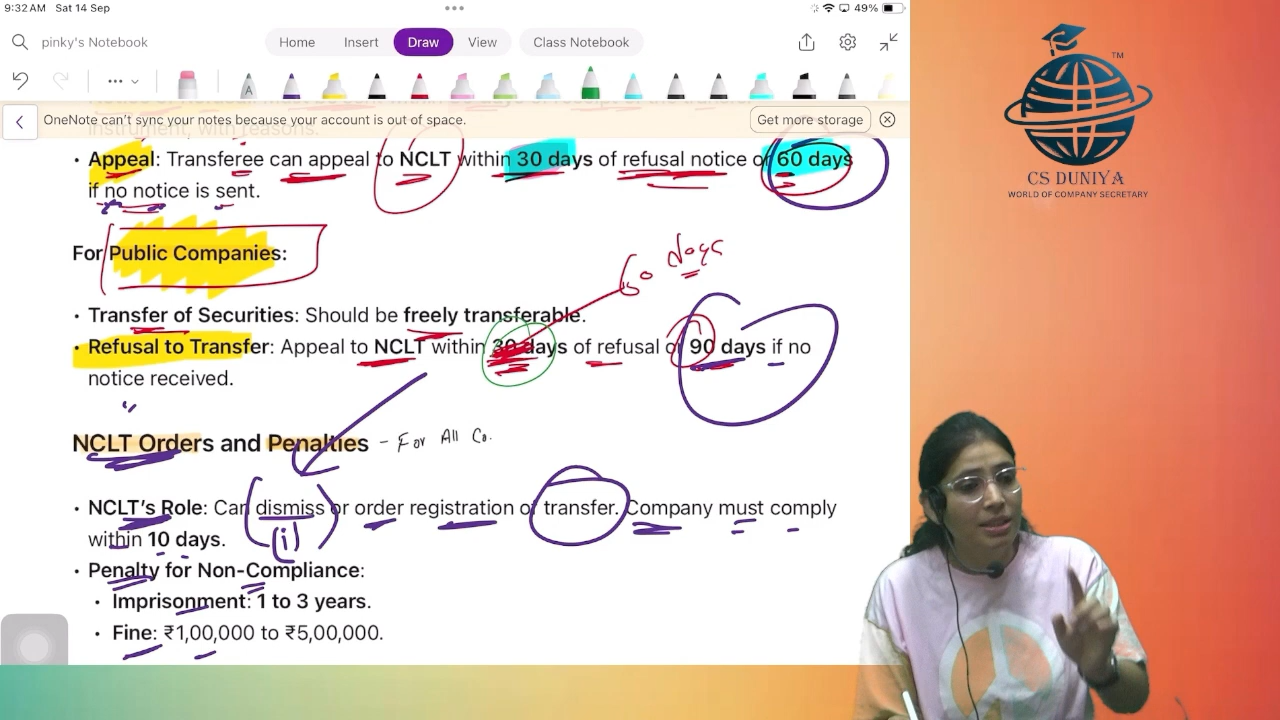 9:32 AM Sat 14 Sep
49%
pinky's Notebook
Home Insert Draw View Class Notebook
OneNote can't sync your notes because your account is out of space.
Get more storage
instrument, with reasons.
• Appeal: Transferee can appeal to NCLT within 30 days of refusal notice or 60 days
if no notice is sent.
For Public Companies:
60 days
• Transfer of Securities: Should be freely transferable.
• Refusal to Transfer: Appeal to NCLT within 30 days of refusal or 90 days if no
notice received.
NCLT Orders and Penalties - For All Co.
• NCLT's Role: Can dismiss or order registration of transfer. Company must comply
within 10 days.
(i)
• Penalty for Non-Compliance:
• Imprisonment: 1 to 3 years.
• Fine: ₹1,00,000 to ₹5,00,000.
TM
CS DUNIYA
WORLD OF COMPANY SECRETARY